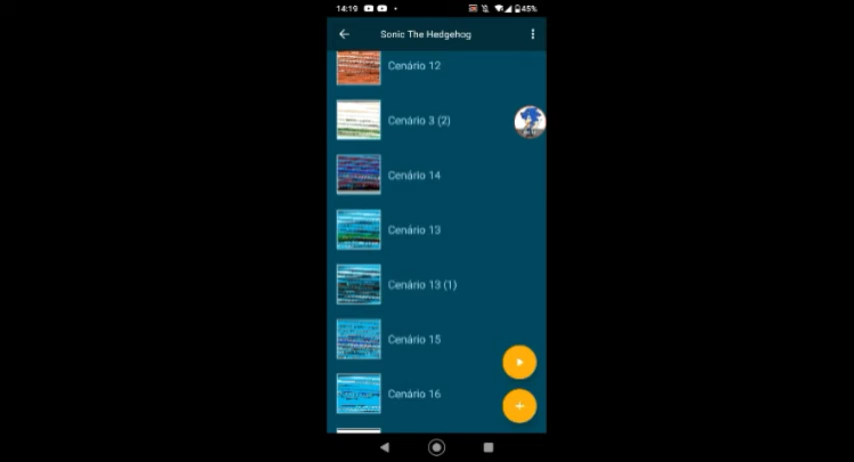 14:19
45%
Sonic The Hedgehog
Cenário 12
Cenário 3 (2)
Cenário 14
Cenário 13
Cenário 13 (1)
Cenário 15
Cenário 16